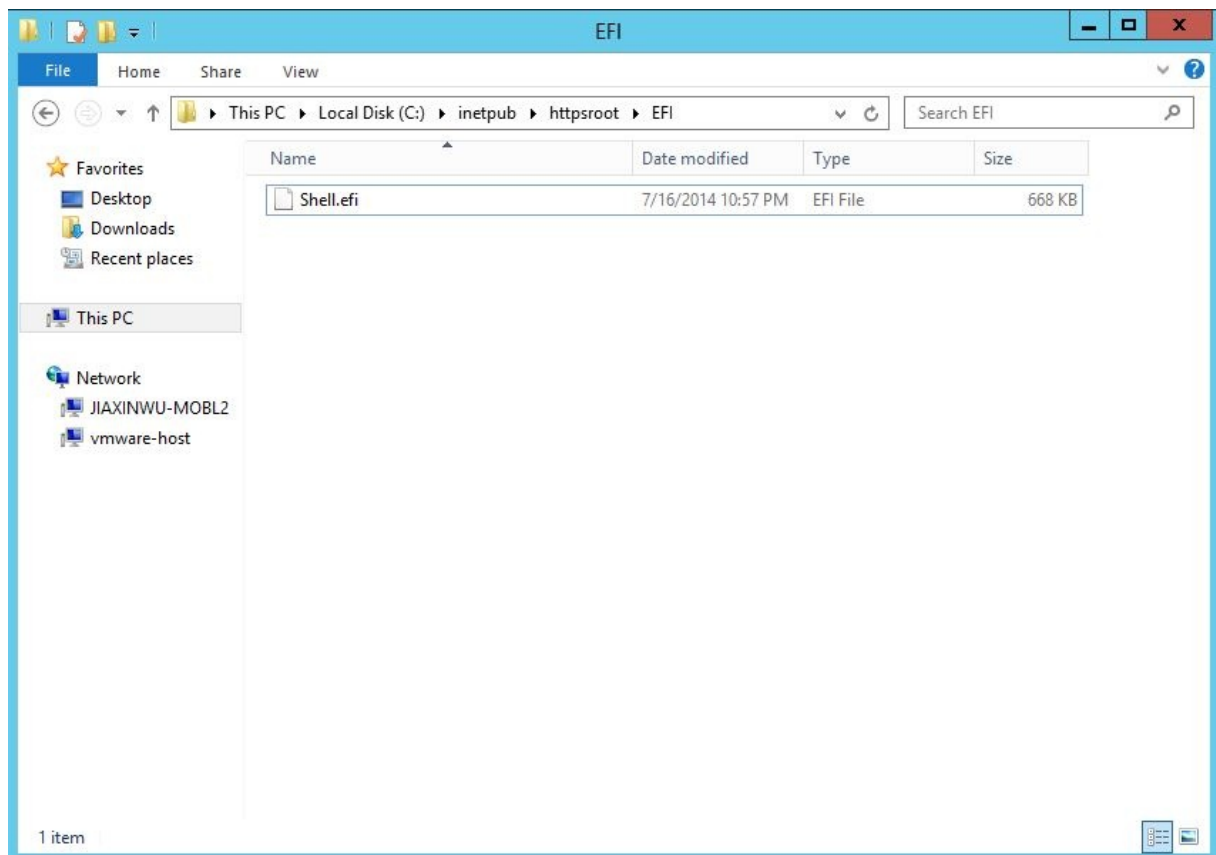 EFI
File Home Share View
This PC Local Disk (C:) inetpub httpsroot EFI Search EFI
Name Date modified Type Size
Favorites
Desktop
Downloads
Recent places
This PC
Network
JIAXINWU-MOBL2
vmware-host
Shell.efi 7/16/2014 10:57 PM EFI File 668 KB
1 item